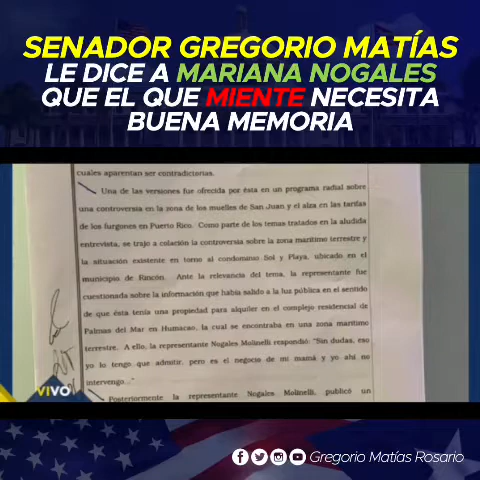 SENADOR GREGORIO MATÍAS
LE DICE A MARIANA NOGALES
QUE EL QUE MIENTE NECESITA
BUENA MEMORIA
cuales aparentan ser contradictorias.
Una de las versiones fue ofrecida por ésta en un programa radial sobre
una controversia en la zona de los muelles de San Juan y el alza en las tarifas
de los furgones en Puerto Rico. Como parte de los temas tratados en la aludida
entrevista, se trajo a colación la controversia sobre la zona marítimo terrestre y
la situación existente en torno al condominio Sol y Playa, ubicado en el
municipio de Rincón. Ante la relevancia del tema, la representante fue
cuestionada sobre la información que había salido a la luz pública en el sentido
de que ésta tenía una propiedad para alquiler en el complejo residencial de
Palmas del Mar en Humacao, la cual se encontraba en una zona marítimo
terrestre. A ello, la representante Nogales Molinelli respondió: "Sin dudas, eso
yo lo tengo que admitir, pero es el negocio de mi mamá y yo ahí no
intervengo..."
Posteriormente la representante Nogales Molinelli, publicó un
VIVO
Gregorio Matías Rosario